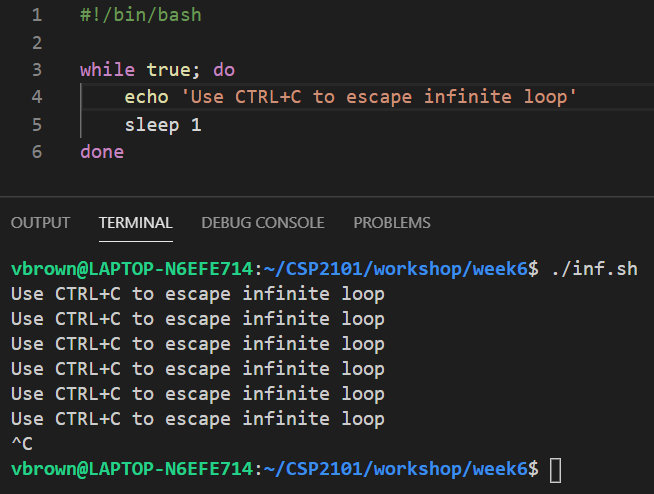 1 #!/bin/bash
2
3 while true; do
4     echo 'Use CTRL+C to escape infinite loop'
5     sleep 1
6 done
OUTPUT TERMINAL DEBUG CONSOLE PROBLEMS
vbrown@LAPTOP-N6EFE714:~/CSP2101/workshop/week6$ ./inf.sh
Use CTRL+C to escape infinite loop
Use CTRL+C to escape infinite loop
Use CTRL+C to escape infinite loop
Use CTRL+C to escape infinite loop
Use CTRL+C to escape infinite loop
Use CTRL+C to escape infinite loop
^C
vbrown@LAPTOP-N6EFE714:~/CSP2101/workshop/week6$